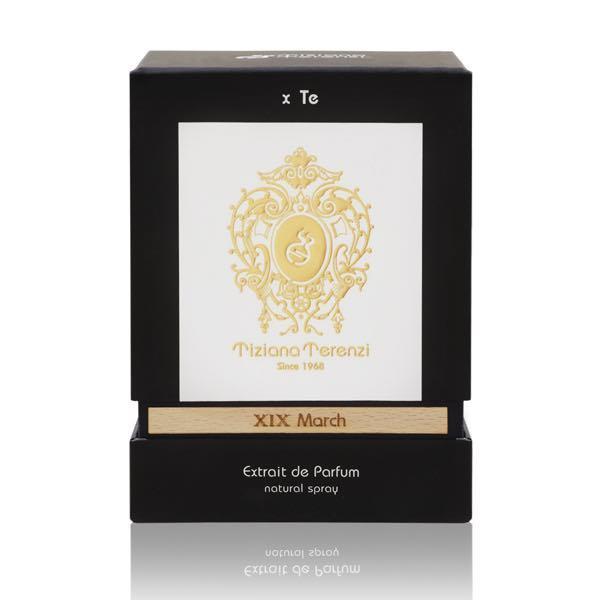 x Te
Tiziana Terenzi
Since 1968
XIX March
Extrait de Parfum
natural spray